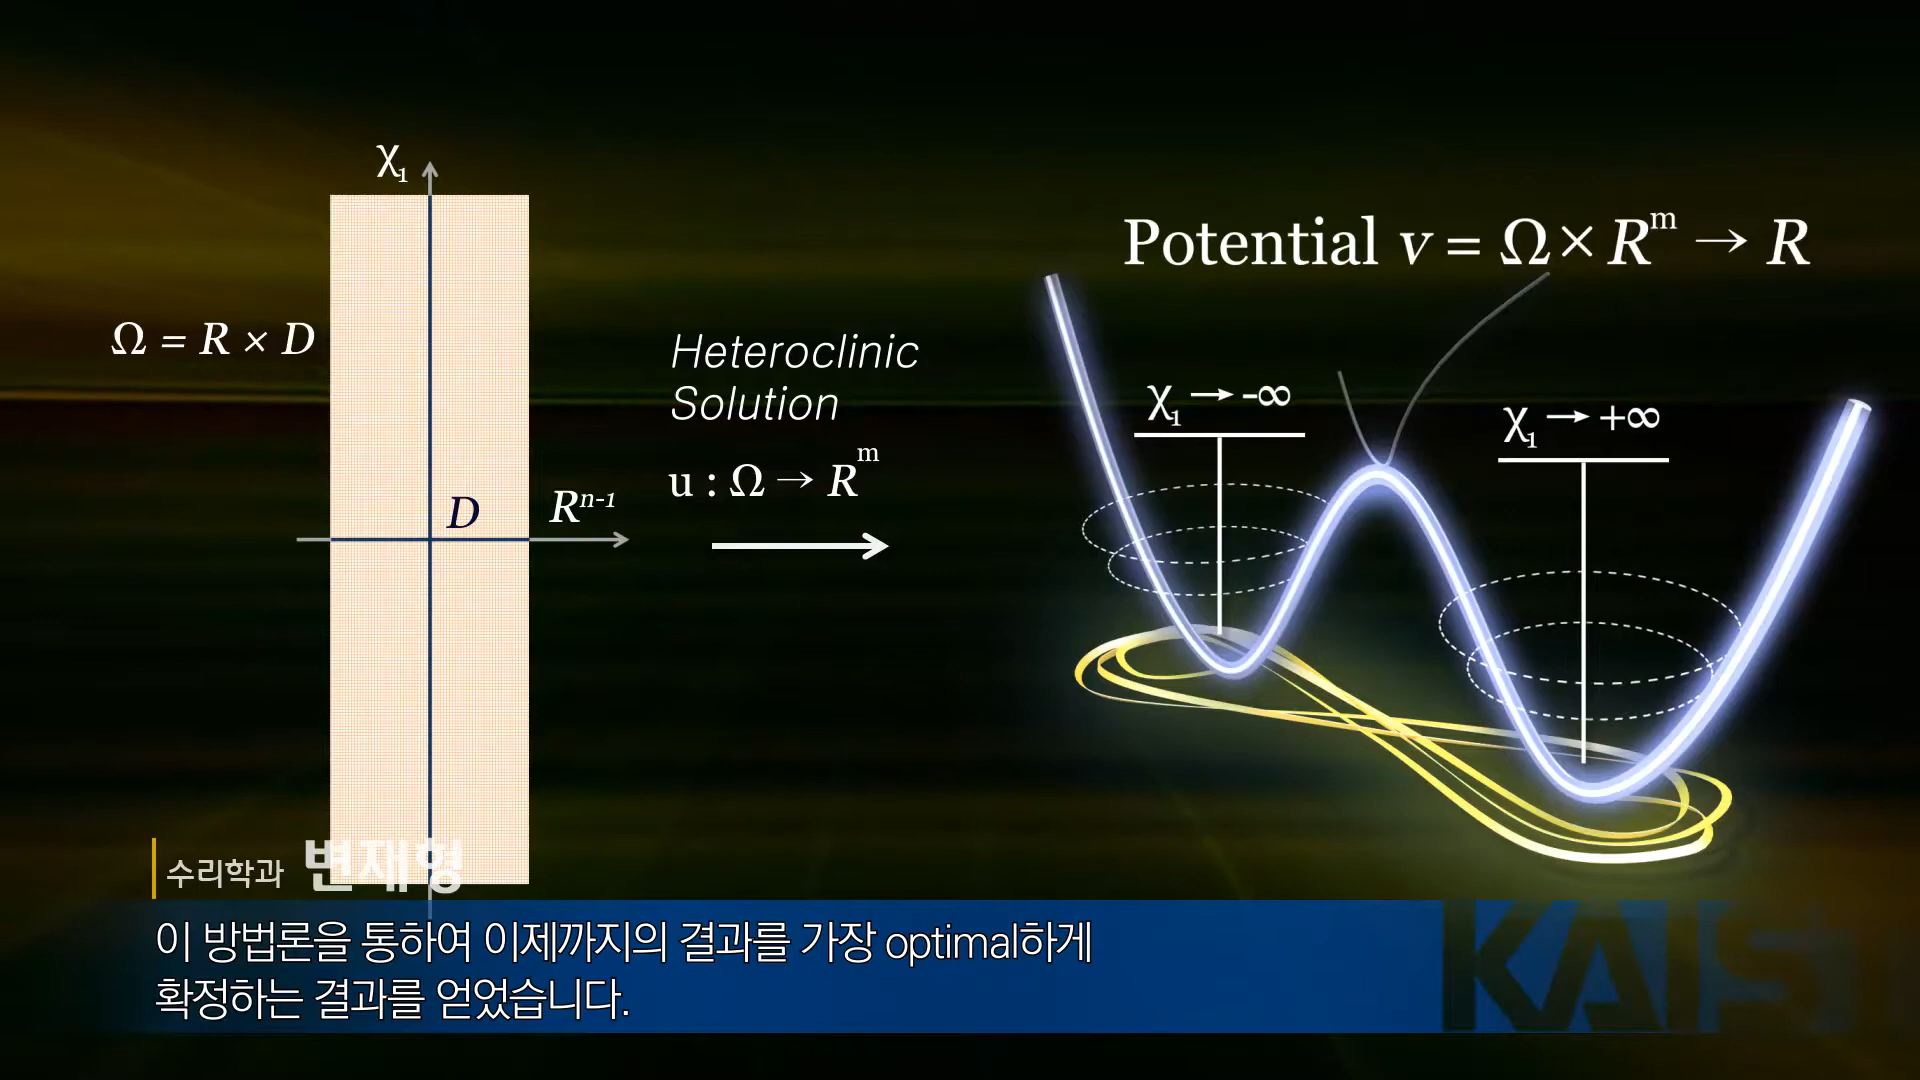 χ₁
Ω = R × D
D
Rⁿ⁻¹
Heteroclinic
Solution
u : Ω → Rᵐ
Potential v = Ω × Rᵐ → R
χ₁ → -∞
χ₁ → +∞
수리학과 변재형
이 방법론을 통하여 이제까지의 결과를 가장 optimal하게
확정하는 결과를 얻었습니다.
KAIST